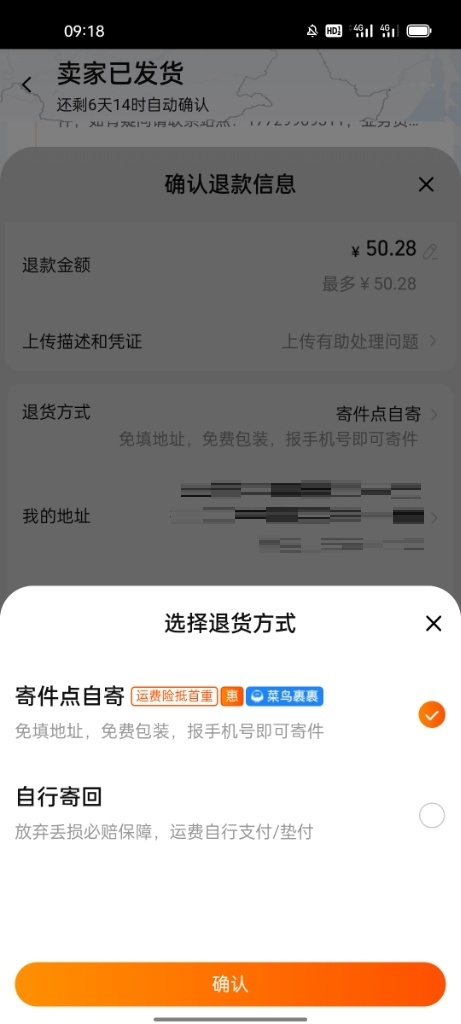 09:18
HD1 4G 4G
卖家已发货
还剩6天14时自动确认
确认退款信息
退款金额
¥ 50.28
最多 ¥ 50.28
上传描述和凭证
上传有助处理问题
退货方式
寄件点自寄
免填地址，免费包装，报手机号即可寄件
我的地址
选择退货方式
寄件点自寄 运费险抵首重 惠 菜鸟裹裹
免填地址，免费包装，报手机号即可寄件
自行寄回
放弃丢损必赔保障，运费自行支付/垫付
确认